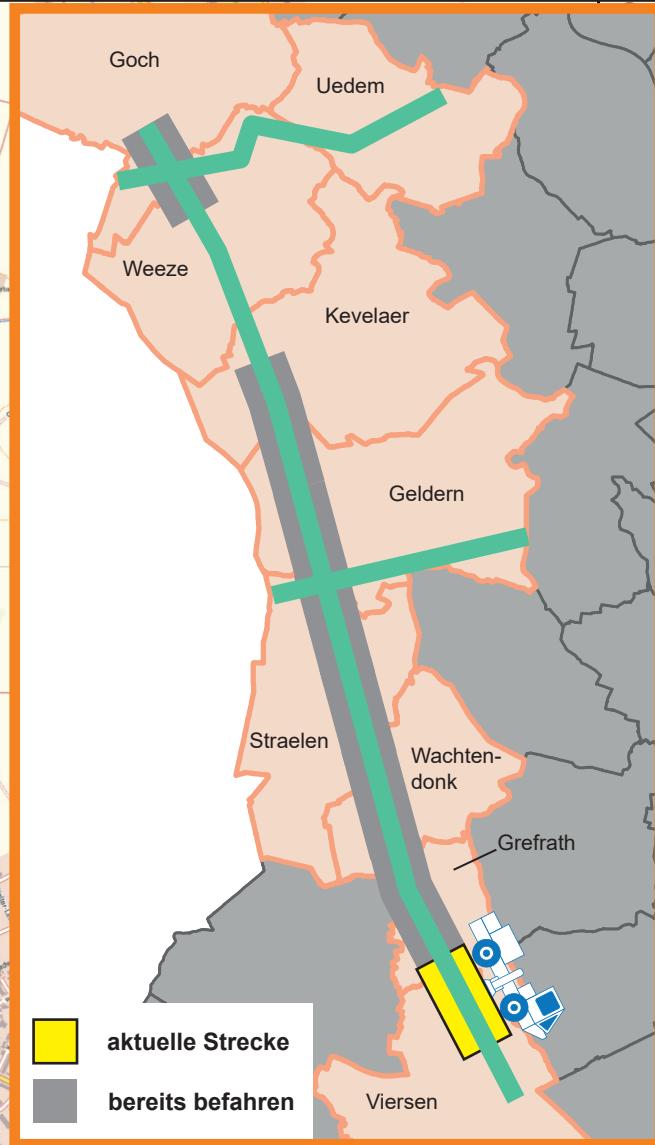 Goch
Uedem
Weeze
Kevelaer
Geldern
Straelen
Wachten-
donk
Grefrath
aktuelle Strecke
bereits befahren
Viersen